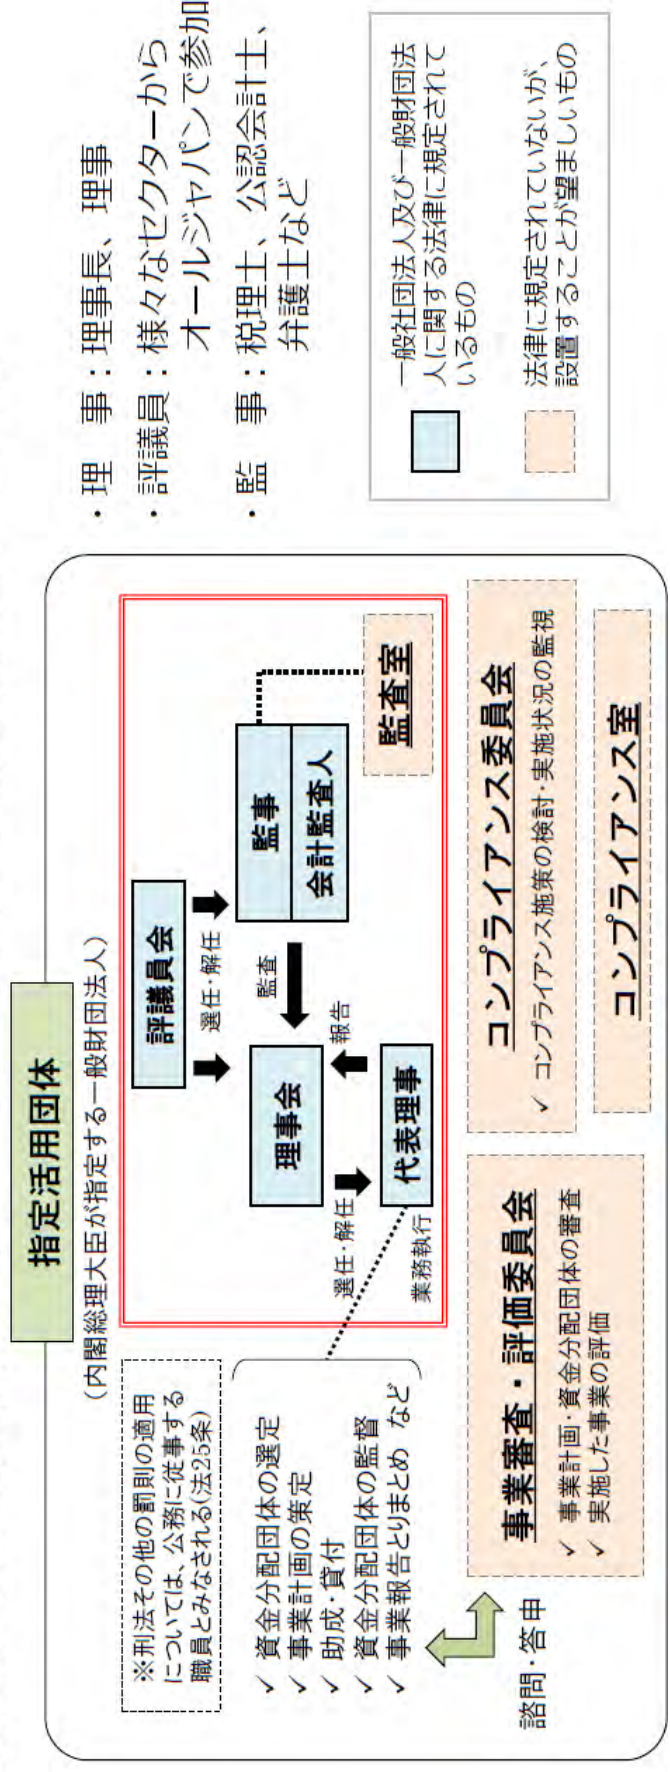 指定活用団体
（内閣総理大臣が指定する一般財団法人）
※刑法その他の罰則の適用
については、公務に従事する
職員とみなされる(法25条)
✓ 資金分配団体の選定
✓ 事業計画の策定
✓ 助成・貸付
✓ 資金分配団体の監督
✓ 事業報告とりまとめ など
諮問・答申
評議員会
選任・解任
監事
会計監査人
監査
理事会
報告
選任・解任
代表理事
業務執行
監査室
事業審査・評価委員会
✓ 事業計画・資金分配団体の審査
✓ 実施した事業の評価
コンプライアンス委員会
✓ コンプライアンス施策の検討・実施状況の監視
コンプライアンス室
・理　事：理事長、理事
・評議員：様々なセクターから
オールジャパンで参加
・監　事：税理士、公認会計士、
弁護士など
一般社団法人及び一般財団法
人に関する法律に規定されて
いるもの
法律に規定されていないが、
設置することが望ましいもの